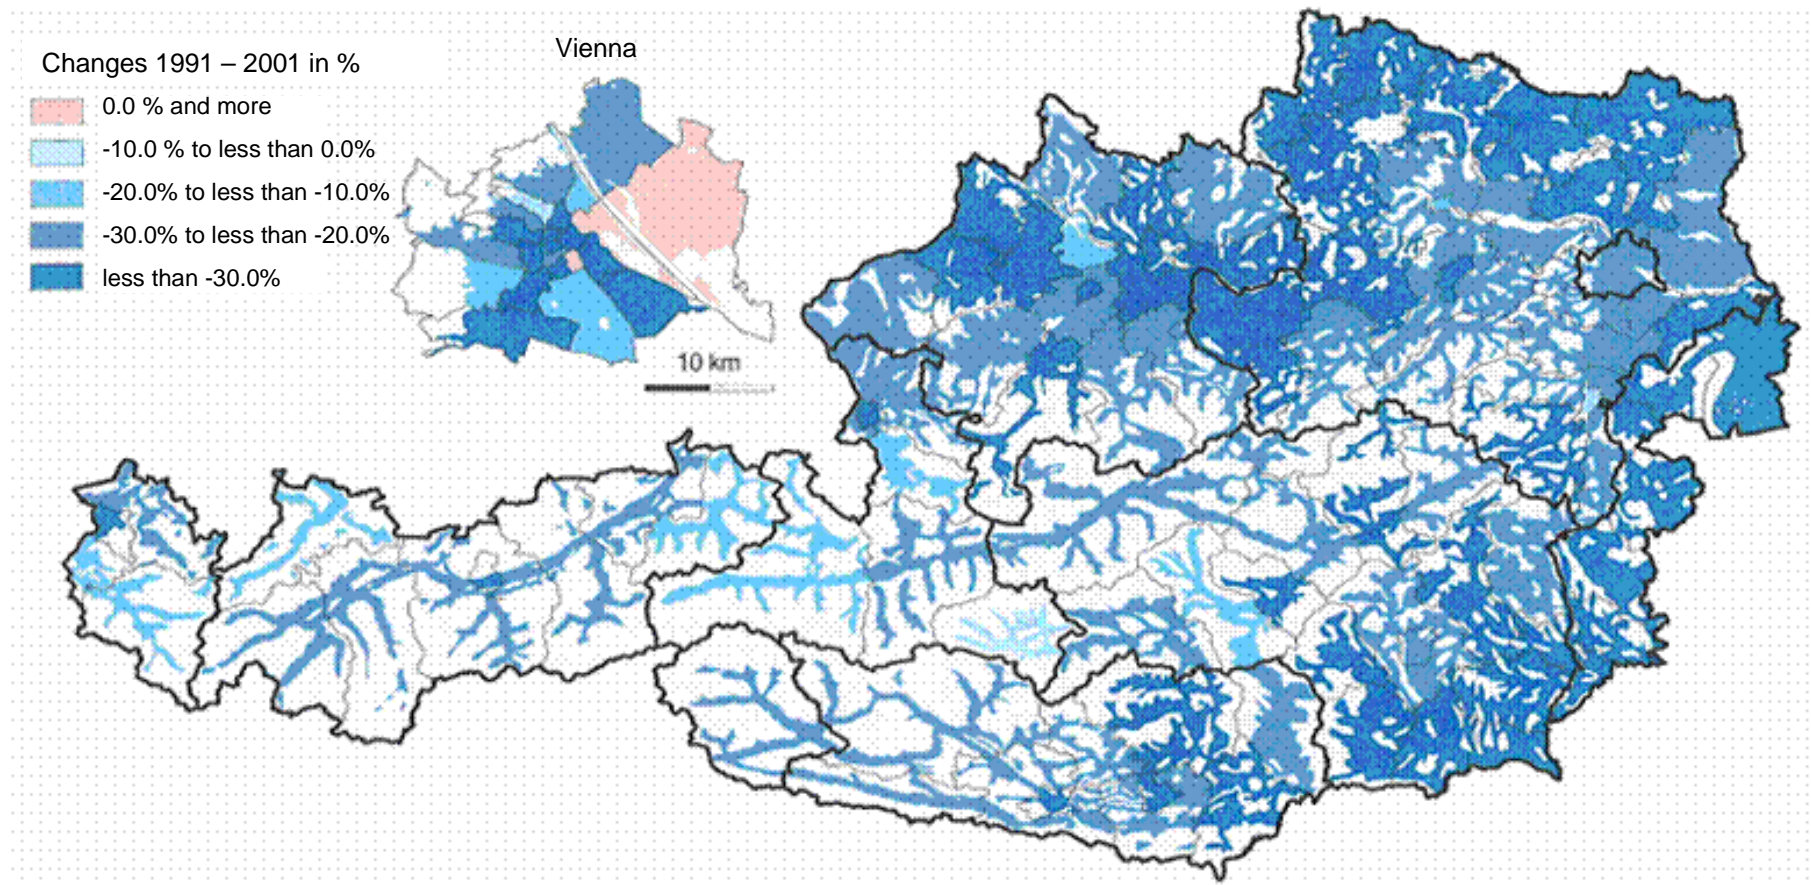 Changes 1991 – 2001 in %
0.0 % and more
-10.0 % to less than 0.0%
-20.0% to less than -10.0%
-30.0% to less than -20.0%
less than -30.0%
Vienna
10 km